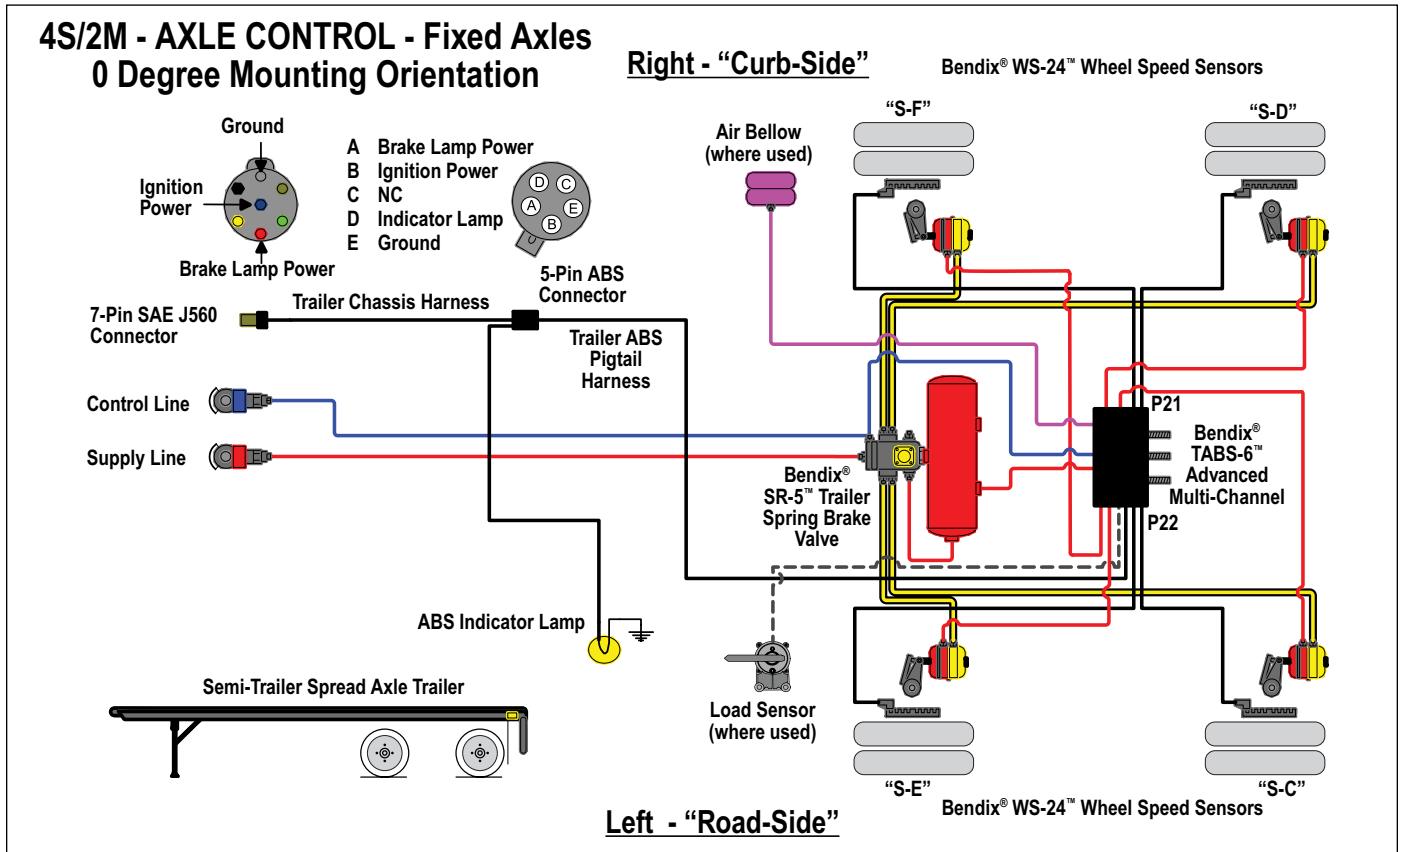 4S/2M - AXLE CONTROL - Fixed Axles
0 Degree Mounting Orientation
Right - “Curb-Side”
Bendix® WS-24™ Wheel Speed Sensors
Ground
Ignition
Power
Brake Lamp Power
A Brake Lamp Power
B Ignition Power
C NC
D Indicator Lamp
E Ground
D
C
A
E
B
5-Pin ABS
Connector
Air Bellow
(where used)
“S-F”
“S-D”
7-Pin SAE J560
Connector
Trailer Chassis Harness
Trailer ABS
Pigtail
Harness
Control Line
Supply Line
Bendix®
SR-5™ Trailer
Spring Brake
Valve
P21
Bendix®
TABS-6™
Advanced
Multi-Channel
P22
ABS Indicator Lamp
Load Sensor
(where used)
Semi-Trailer Spread Axle Trailer
“S-E”
“S-C”
Bendix® WS-24™ Wheel Speed Sensors
Left - “Road-Side”